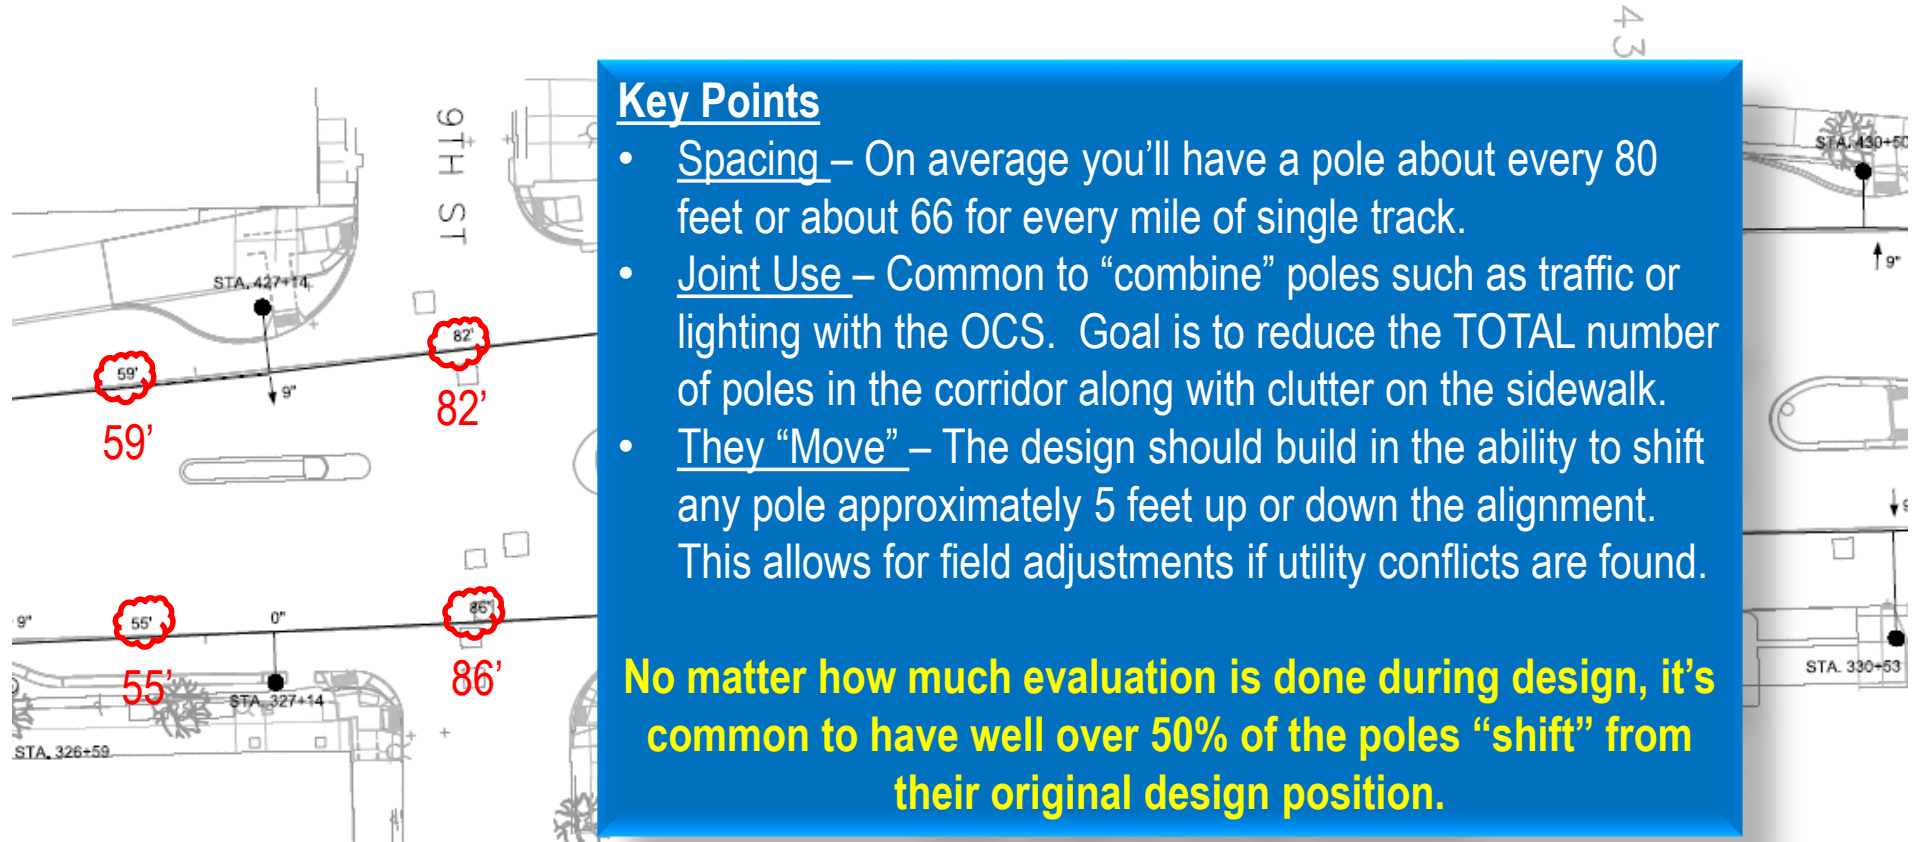 43
9TH ST
STA. 427+14
59'
82'
9"
59’
82’
9"
55'
0"
86'
55’
86’
STA. 327+14
STA. 326+59
Key Points
• Spacing – On average you’ll have a pole about every 80
feet or about 66 for every mile of single track.
• Joint Use – Common to “combine” poles such as traffic or
lighting with the OCS.  Goal is to reduce the TOTAL number
of poles in the corridor along with clutter on the sidewalk.
• They “Move” – The design should build in the ability to shift
any pole approximately 5 feet up or down the alignment.
This allows for field adjustments if utility conflicts are found.
No matter how much evaluation is done during design, it’s
common to have well over 50% of the poles “shift” from
their original design position.
STA. 430+50
9"
9
STA. 330+53